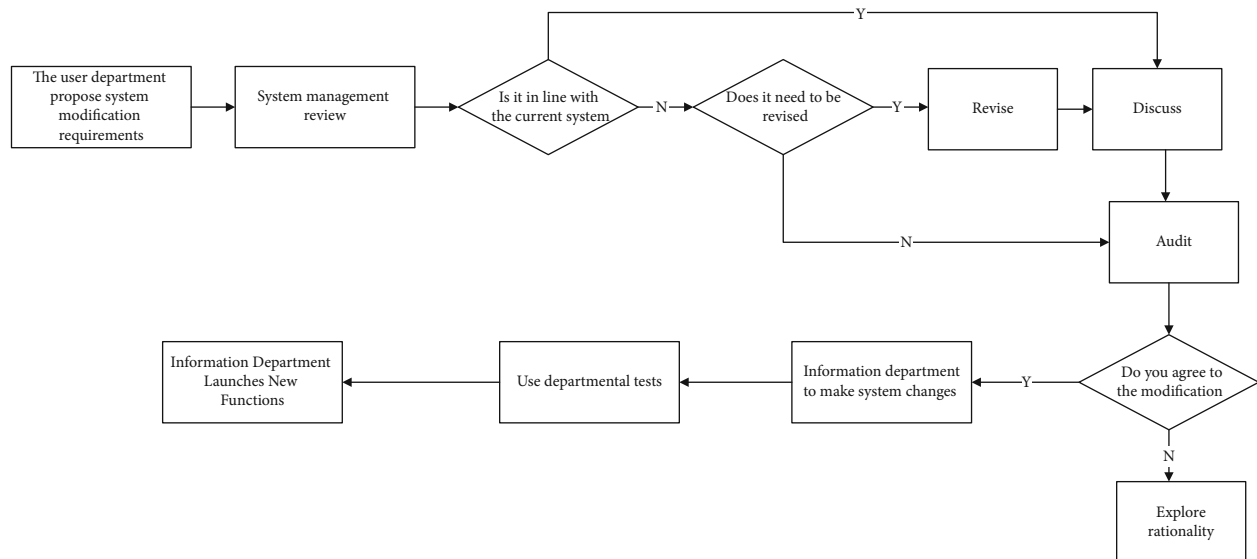 Y
The user department
propose system
modification
requirements
System management
review
Is it in line with
the current system
N
Does it need to be
revised
Y
Revise
Discuss
N
Audit
Information Department
Launches New
Functions
Use departmental tests
Information department
to make system changes
Y
Do you agree to
the modification
N
Explore
rationality